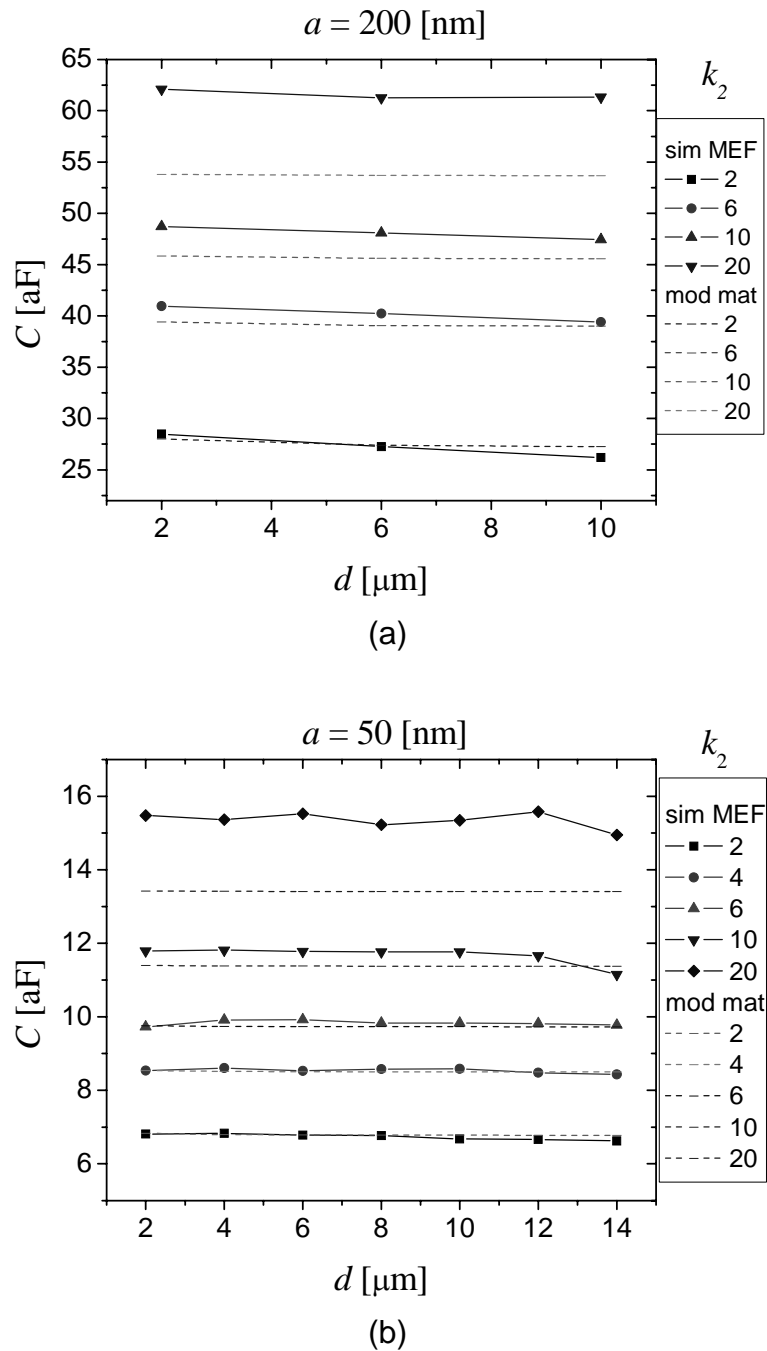 a = 200 [nm]
65
60
55
50
45
40
35
30
25
C [aF]
2 4 6 8 10
d [μm]
k2
sim MEF
2
6
10
20
mod mat
2
6
10
20
(a)
a = 50 [nm]
16
14
12
10
8
6
C [aF]
2 4 6 8 10 12 14
d [μm]
k2
sim MEF
2
4
6
10
20
mod mat
2
4
6
10
20
(b)